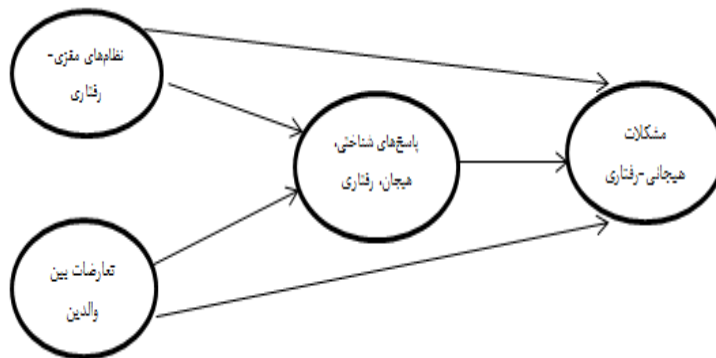 نظام‌های مغزی-
رفتاری
پاسخ‌های شناختی,
هیجان, رفتاری
مشکلات
هیجانی-رفتاری
تعارضات بین
والدین